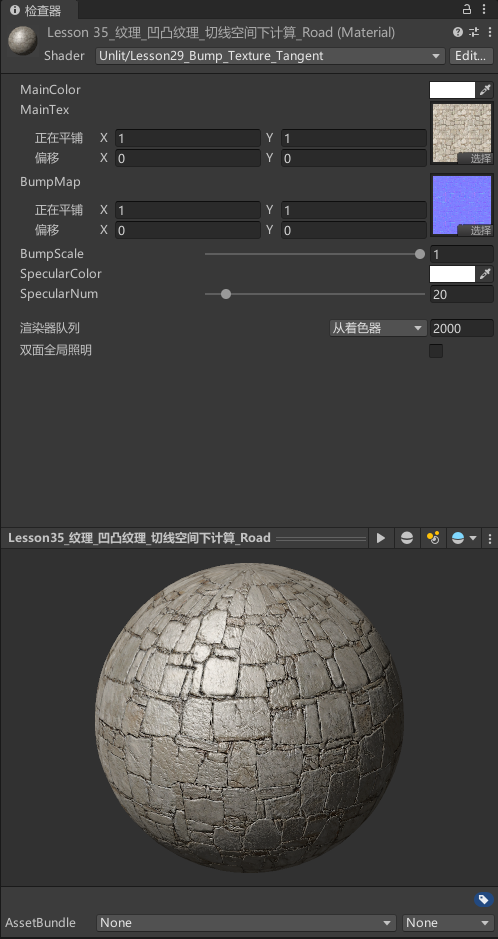 检查器
Lesson 35_纹理_凹凸纹理_切线空间下计算_Road (Material)
Shader Unlit/Lesson29_Bump_Texture_Tangent Edit...
MainColor
MainTex
正在平铺 X 1 Y 1
偏移 X 0 Y 0 选择
BumpMap
正在平铺 X 1 Y 1
偏移 X 0 Y 0 选择
BumpScale 1
SpecularColor
SpecularNum 20
渲染器队列 从着色器 2000
双面全局照明
Lesson35_纹理_凹凸纹理_切线空间下计算_Road
AssetBundle None None